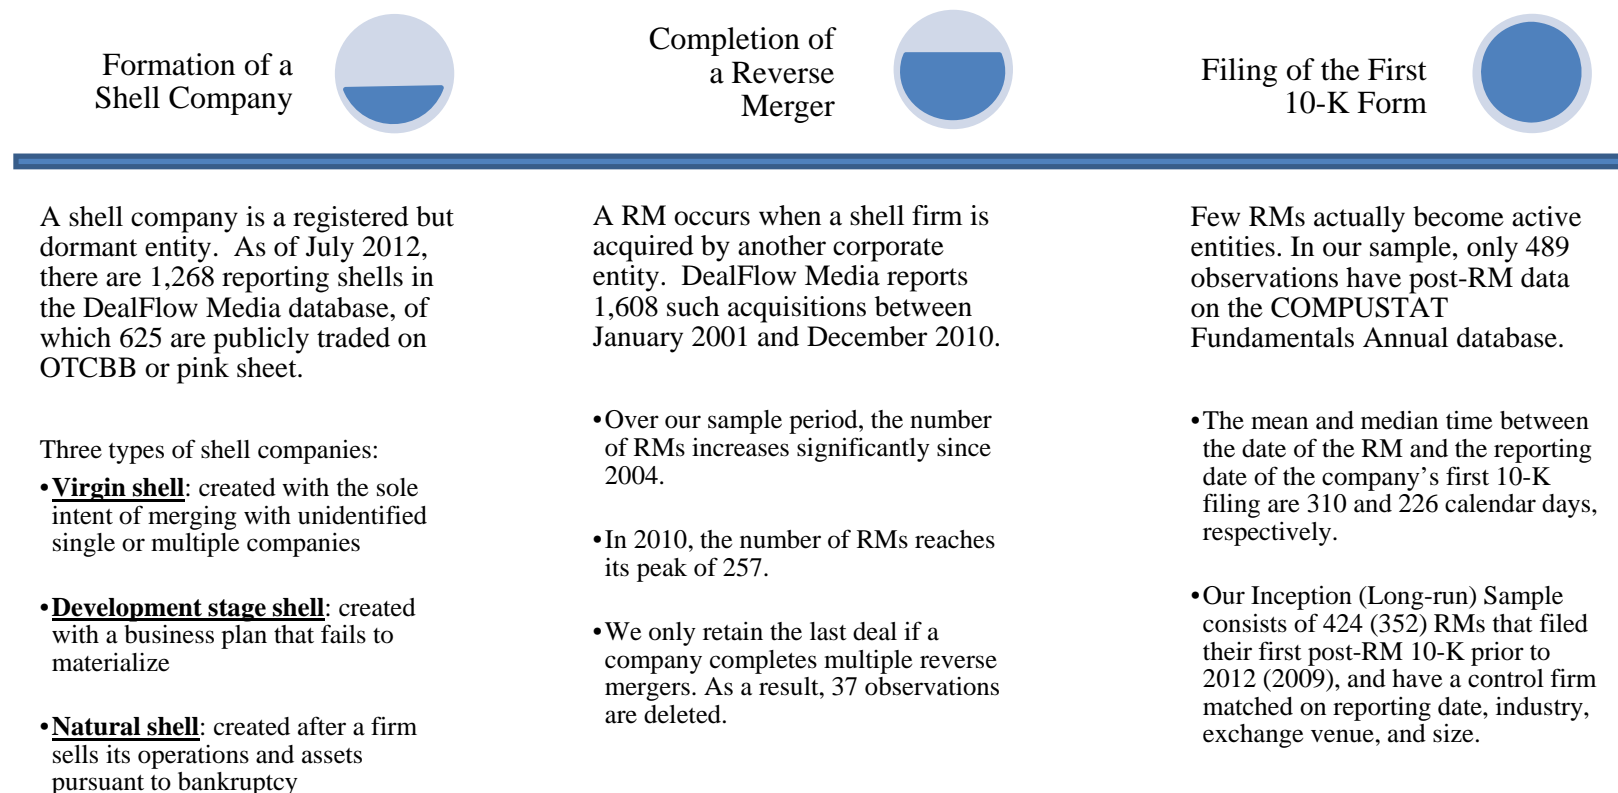 Formation of a
Shell Company
A shell company is a registered but
dormant entity.  As of July 2012,
there are 1,268 reporting shells in
the DealFlow Media database, of
which 625 are publicly traded on
OTCBB or pink sheet.
Three types of shell companies:
•Virgin shell: created with the sole
intent of merging with unidentified
single or multiple companies
•Development stage shell: created
with a business plan that fails to
materialize
•Natural shell: created after a firm
sells its operations and assets
pursuant to bankruptcy
Completion of
a Reverse
Merger
A RM occurs when a shell firm is
acquired by another corporate
entity.  DealFlow Media reports
1,608 such acquisitions between
January 2001 and December 2010.
•Over our sample period, the number
of RMs increases significantly since
2004.
•In 2010, the number of RMs reaches
its peak of 257.
•We only retain the last deal if a
company completes multiple reverse
mergers. As a result, 37 observations
are deleted.
Filing of the First
10-K Form
Few RMs actually become active
entities. In our sample, only 489
observations have post-RM data
on the COMPUSTAT
Fundamentals Annual database.
•The mean and median time between
the date of the RM and the reporting
date of the company’s first 10-K
filing are 310 and 226 calendar days,
respectively.
•Our Inception (Long-run) Sample
consists of 424 (352) RMs that filed
their first post-RM 10-K prior to
2012 (2009), and have a control firm
matched on reporting date, industry,
exchange venue, and size.